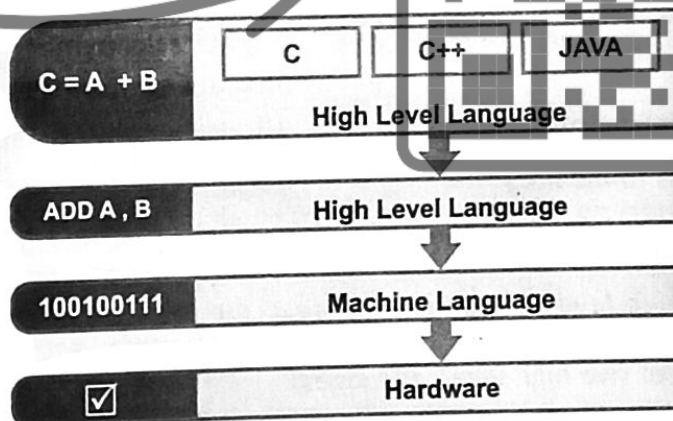 C = A + B
C
C++
JAVA
High Level Language
ADD A , B
High Level Language
100100111
Machine Language
Hardware